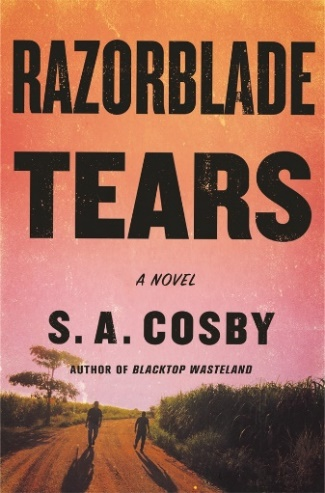 RAZORBLADE
TEARS
A NOVEL
S. A. COSBY
AUTHOR OF BLACKTOP WASTELAND